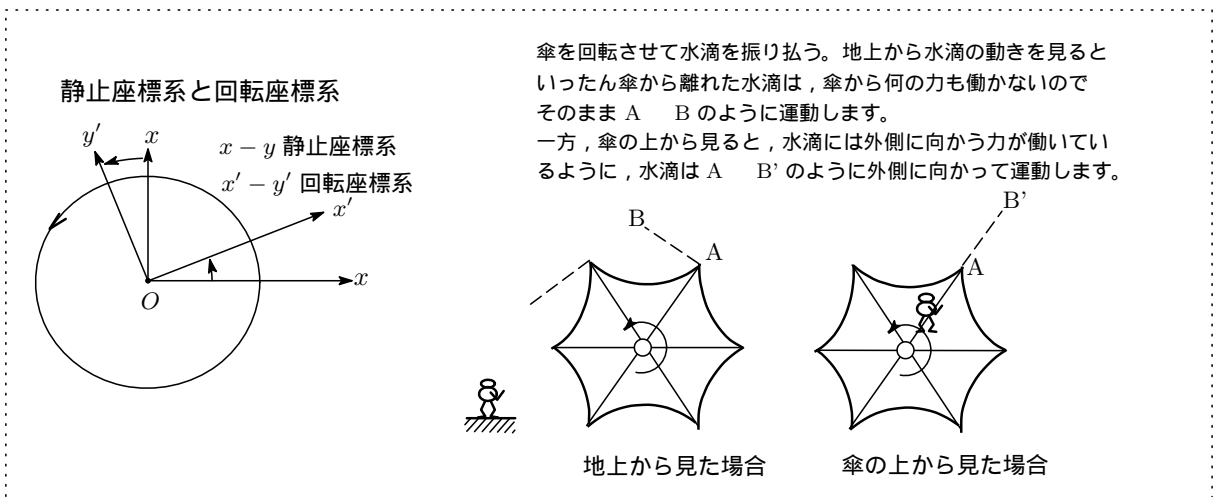 静止座標系と回転座標系
y′
x
x − y 静止座標系
x′ − y′ 回転座標系
x′
x
O
傘を回転させて水滴を振り払う。地上から水滴の動きを見ると
いったん傘から離れた水滴は，傘から何の力も働かないので
そのまま A　B のように運動します。
一方，傘の上から見ると，水滴には外側に向かう力が働いてい
るように，水滴は A　B’ のように外側に向かって運動します。
B
A
B’
A
地上から見た場合
傘の上から見た場合